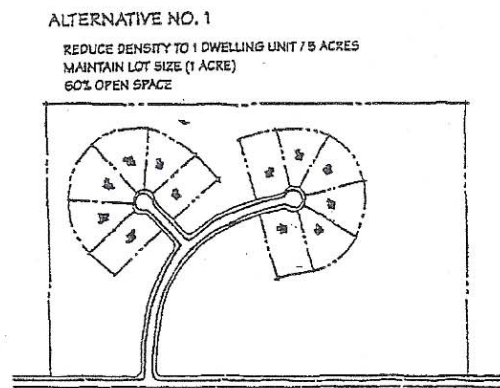 ALTERNATIVE NO. 1
REDUCE DENSITY TO 1 DWELLING UNIT / 5 ACRES
MAINTAIN LOT SIZE (1 ACRE)
60% OPEN SPACE